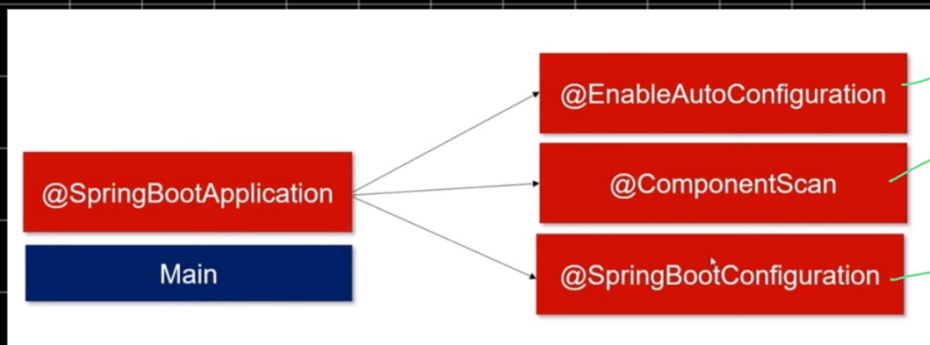 @EnableAutoConfiguration
@SpringBootApplication
@ComponentScan
Main
@SpringBootConfiguration